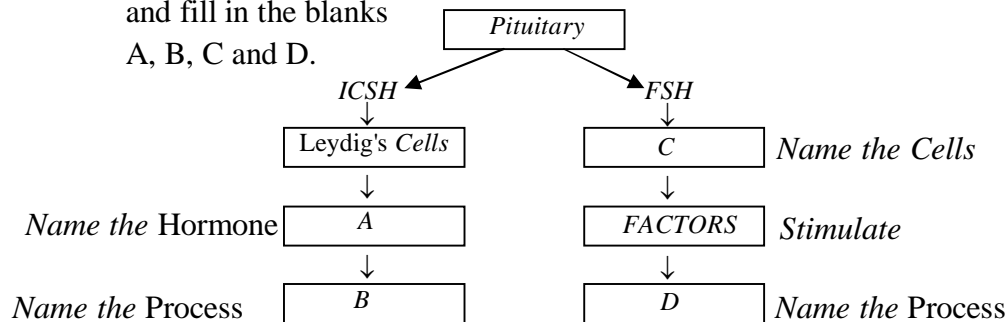 and fill in the blanks
A, B, C and D.
Pituitary
ICSH FSH
↓ ↓
Leydig's Cells C Name the Cells
↓ ↓
Name the Hormone A FACTORS Stimulate
↓ ↓
Name the Process B D Name the Process